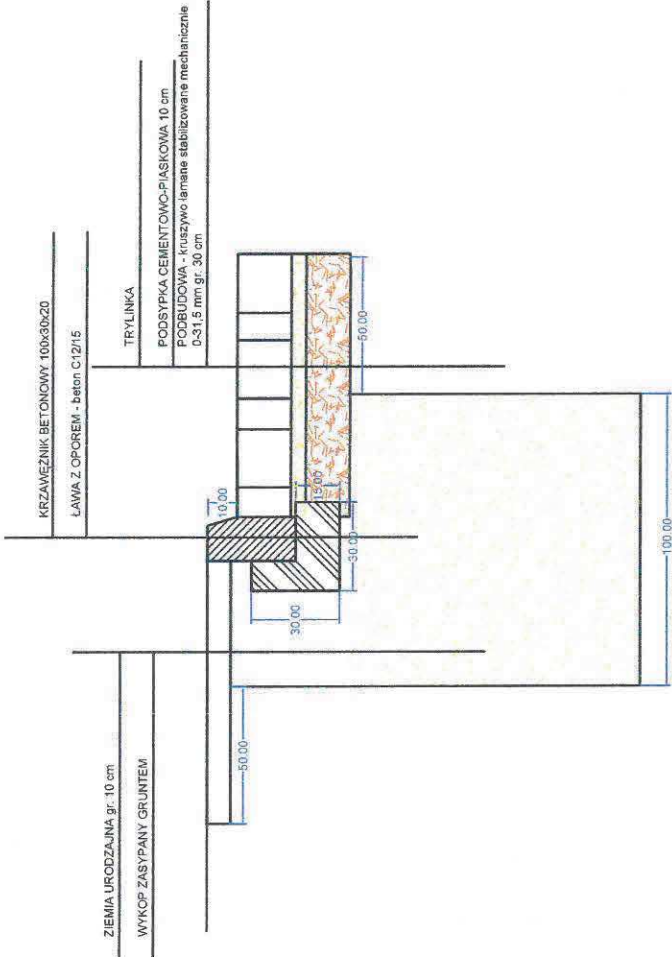 KRZAWĘŻNIK BETONOWY 100x30x20
ŁAWA Z OPOREM - beton C12/15
TRYLINKA
PODSYPKA CEMENTOWO-PIASKOWA 10 cm
PODBUDOWA - kruszywo łamane stabilizowane mechanicznie
0-31,5 mm gr. 30 cm
ZIEMIA URODZAJNA gr. 10 cm
WYKOP ZASYPANY GRUNTEM
10.00
15.00
30.00
30.00
50.00
50.00
100.00